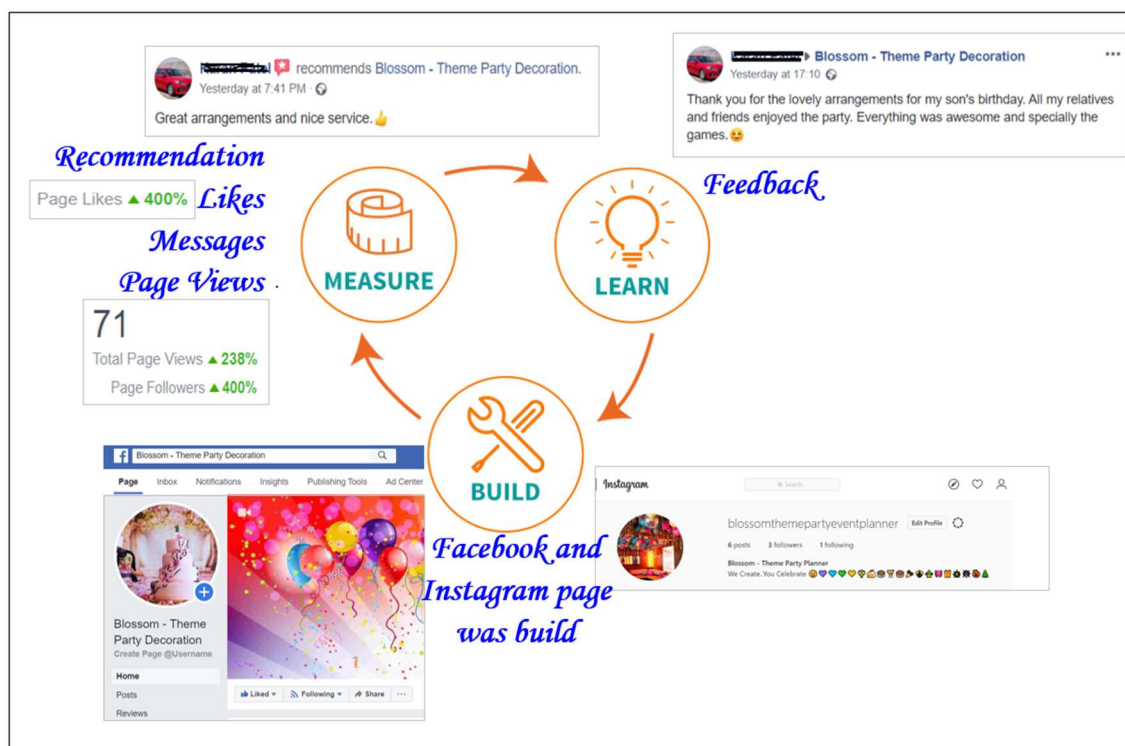 recommends Blossom - Theme Party Decoration.
Yesterday at 7:41 PM ·
Great arrangements and nice service.👍
Blossom - Theme Party Decoration
Yesterday at 17:10
Thank you for the lovely arrangements for my son's birthday. All my relatives
and friends enjoyed the party. Everything was awesome and specially the
games.😊
Recommendation
Page Likes ▲ 400%
Likes
Messages
Page Views .
Feedback
MEASURE
LEARN
71
Total Page Views ▲ 238%
Page Followers ▲ 400%
BUILD
Facebook and
Instagram page
was build
Blossom - Theme Party Decoration
Page Inbox Notifications Insights Publishing Tools Ad Center
Blossom - Theme
Party Decoration
Create Page @Username
Home
Posts
Reviews
Liked Following Share ...
Instagram
Search
blossomthemepartyeventplanner Edit Profile
6 posts 3 followers 1 following
Blossom - Theme Party Planner
We Create..You Celebrate